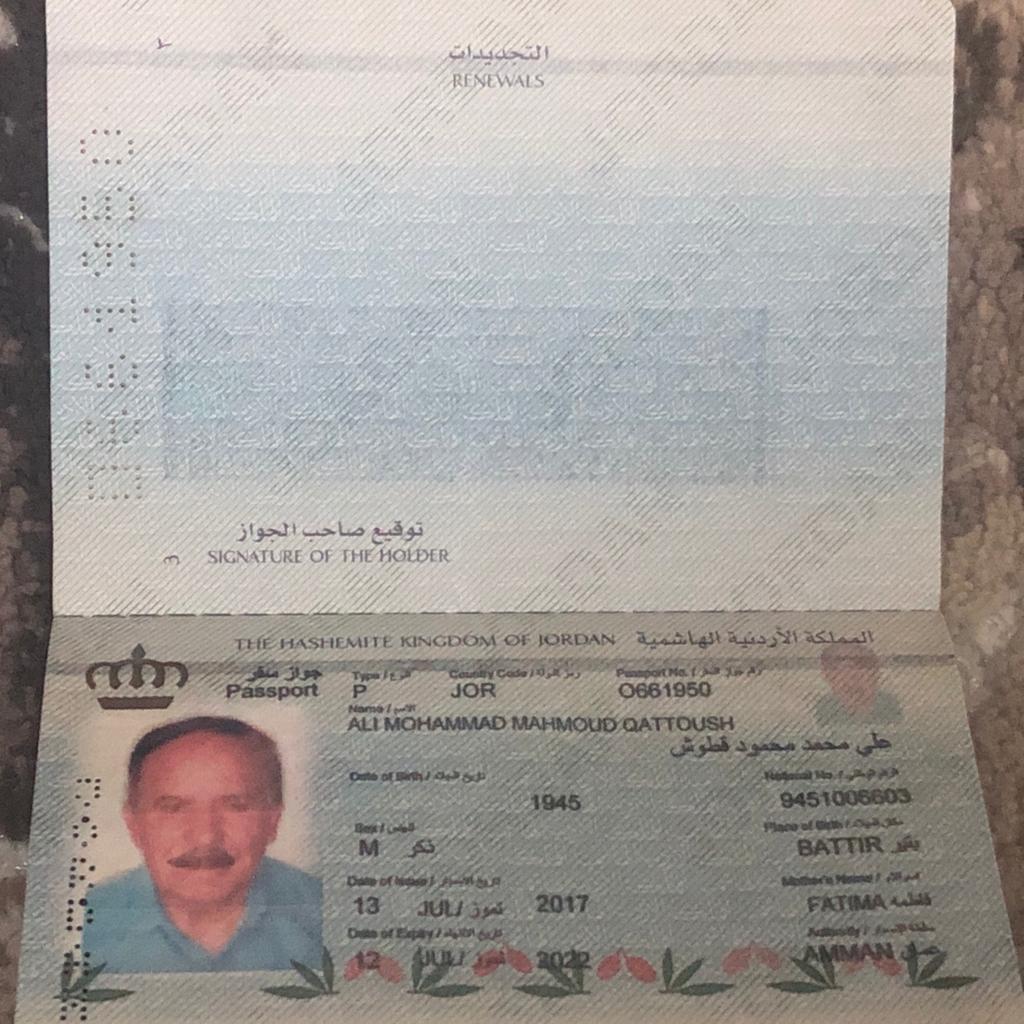 التجديدات
RENEWALS
٢
توقيع صاحب الجواز
SIGNATURE OF THE HOLDER
٣
THE HASHEMITE KINGDOM OF JORDAN المملكة الأردنية الهاشمية
جواز سفر Type / النوع Country Code / رمز الدولة Passport No. / رقم جواز السفر
Passport P JOR O661950
Name / الاسم
ALI MOHAMMAD MAHMOUD QATTOUSH
علي محمد محمود قطوش
Date of Birth / تاريخ الميلاد National No. / الرقم الوطني
1945 9451006603
Sex / الجنس Place of Birth / مكان الميلاد
M ذكر BATTIR بتير
Date of Issue / تاريخ الاصدار Mother's Name / اسم الأم
13 JUL/ تموز 2017 FATIMA فاطمه
Date of Expiry / تاريخ الانتهاء Authority / سلطة الاصدار
12 JUL/ تموز 2022 AMMAN عمان